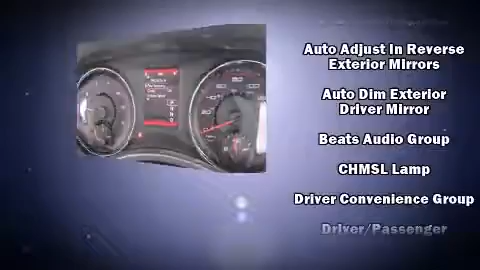 Auto Adjust In Reverse
Exterior Mirrors
Auto Dim Exterior
Driver Mirror
Beats Audio Group
CHMSL Lamp
Driver Convenience Group
Driver/Passenger